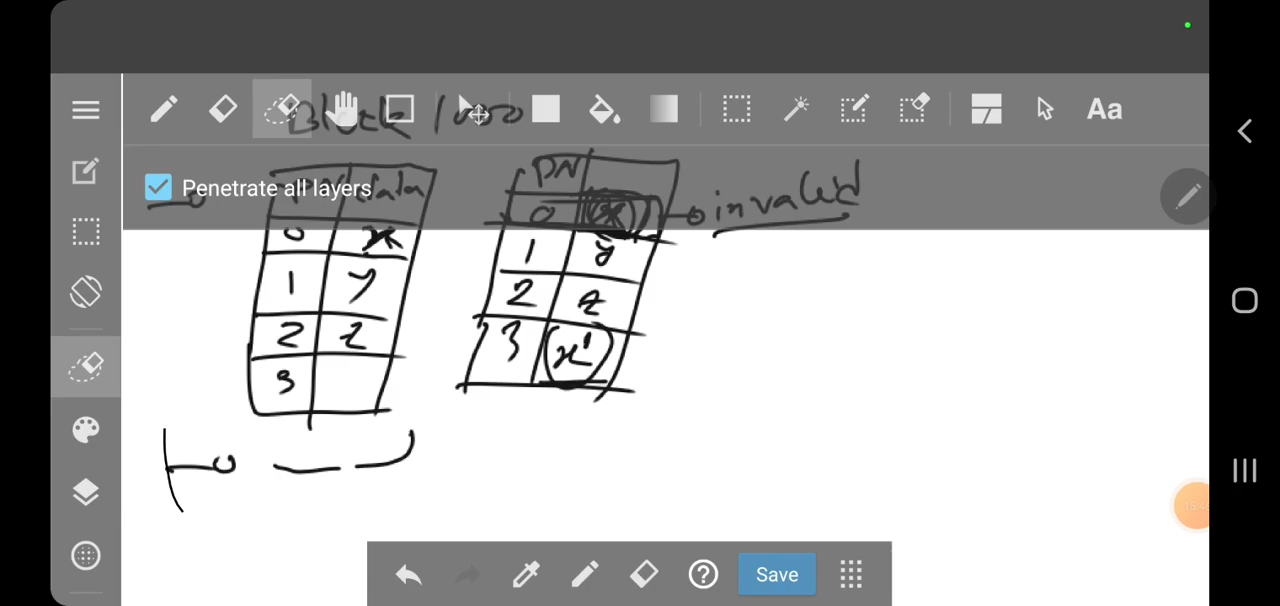 Aa
Block 1000
Penetrate all layers
PN data
0 x
1 y
2 z
3
PN
0 x invalid
1 y
2 z
3 x'
Save